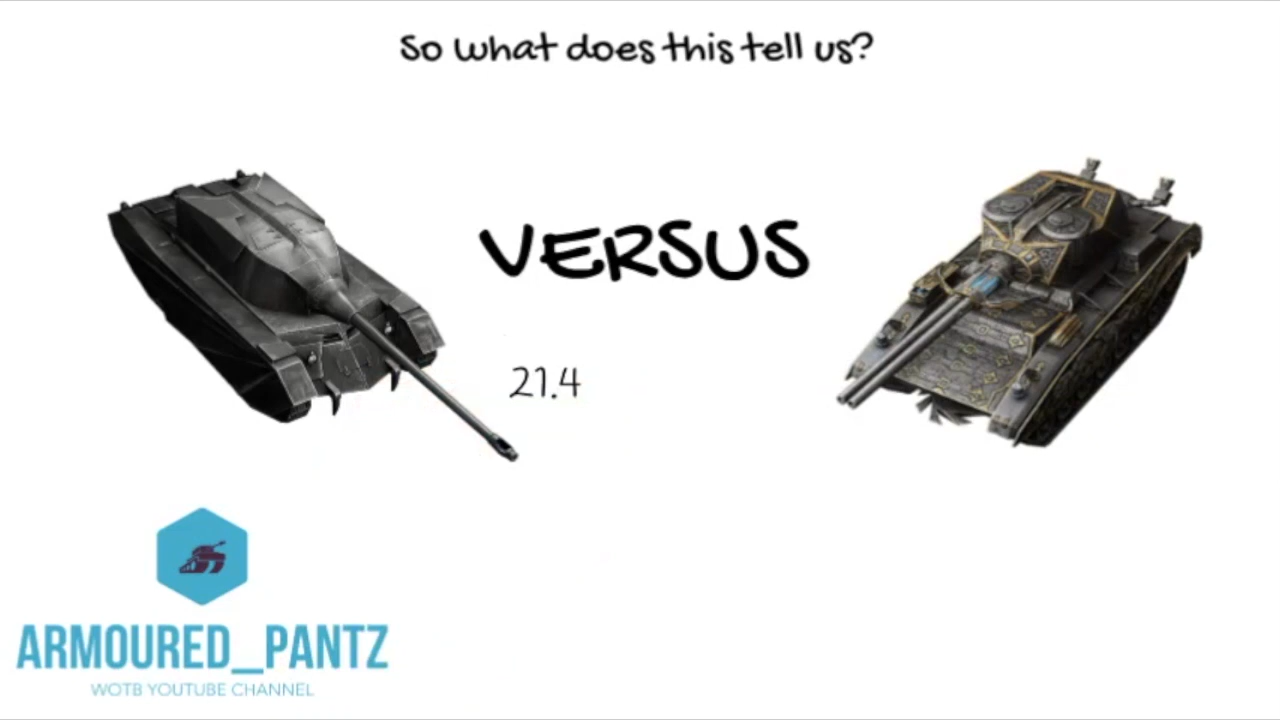 So what does this tell us?
VERSUS
21.4
ARMOURED_PANTZ
WOTB YOUTUBE CHANNEL